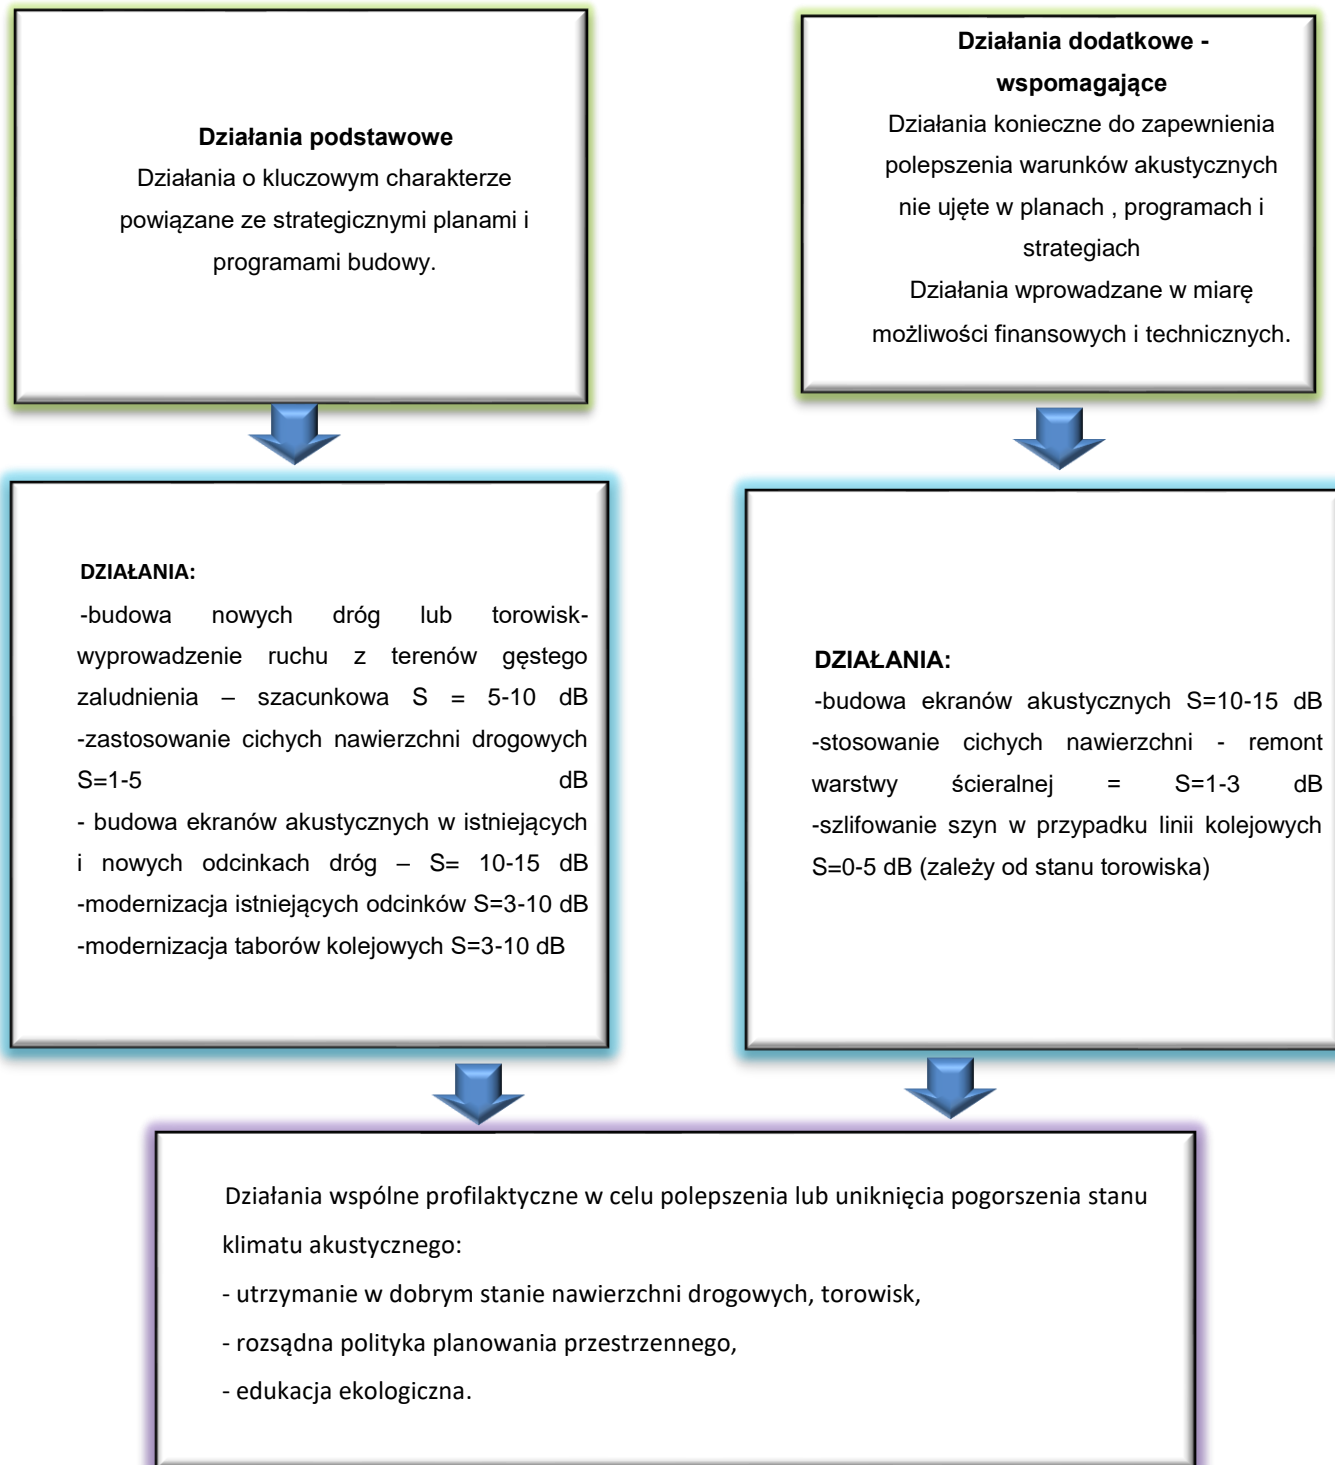 Działania podstawowe
Działania o kluczowym charakterze
powiązane ze strategicznymi planami i
programami budowy.
Działania dodatkowe -
wspomagające
Działania konieczne do zapewnienia
polepszenia warunków akustycznych
nie ujęte w planach , programach i
strategiach
Działania wprowadzane w miarę
możliwości finansowych i technicznych.
DZIAŁANIA:
-budowa nowych dróg lub torowisk-
wyprowadzenie ruchu z terenów gęstego
zaludnienia – szacunkowa S = 5-10 dB
-zastosowanie cichych nawierzchni drogowych
S=1-5 dB
- budowa ekranów akustycznych w istniejących
i nowych odcinkach dróg – S= 10-15 dB
-modernizacja istniejących odcinków S=3-10 dB
-modernizacja taborów kolejowych S=3-10 dB
DZIAŁANIA:
-budowa ekranów akustycznych S=10-15 dB
-stosowanie cichych nawierzchni - remont
warstwy ścieralnej = S=1-3 dB
-szlifowanie szyn w przypadku linii kolejowych
S=0-5 dB (zależy od stanu torowiska)
Działania wspólne profilaktyczne w celu polepszenia lub uniknięcia pogorszenia stanu
klimatu akustycznego:
- utrzymanie w dobrym stanie nawierzchni drogowych, torowisk,
- rozsądna polityka planowania przestrzennego,
- edukacja ekologiczna.